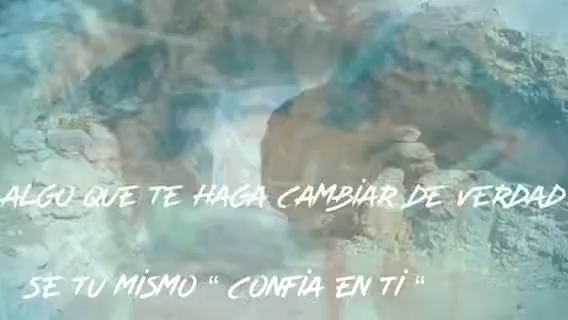 ALGO QUE TE HAGA CAMBIAR DE VERDAD
SE TU MISMO " CONFIA EN TI "